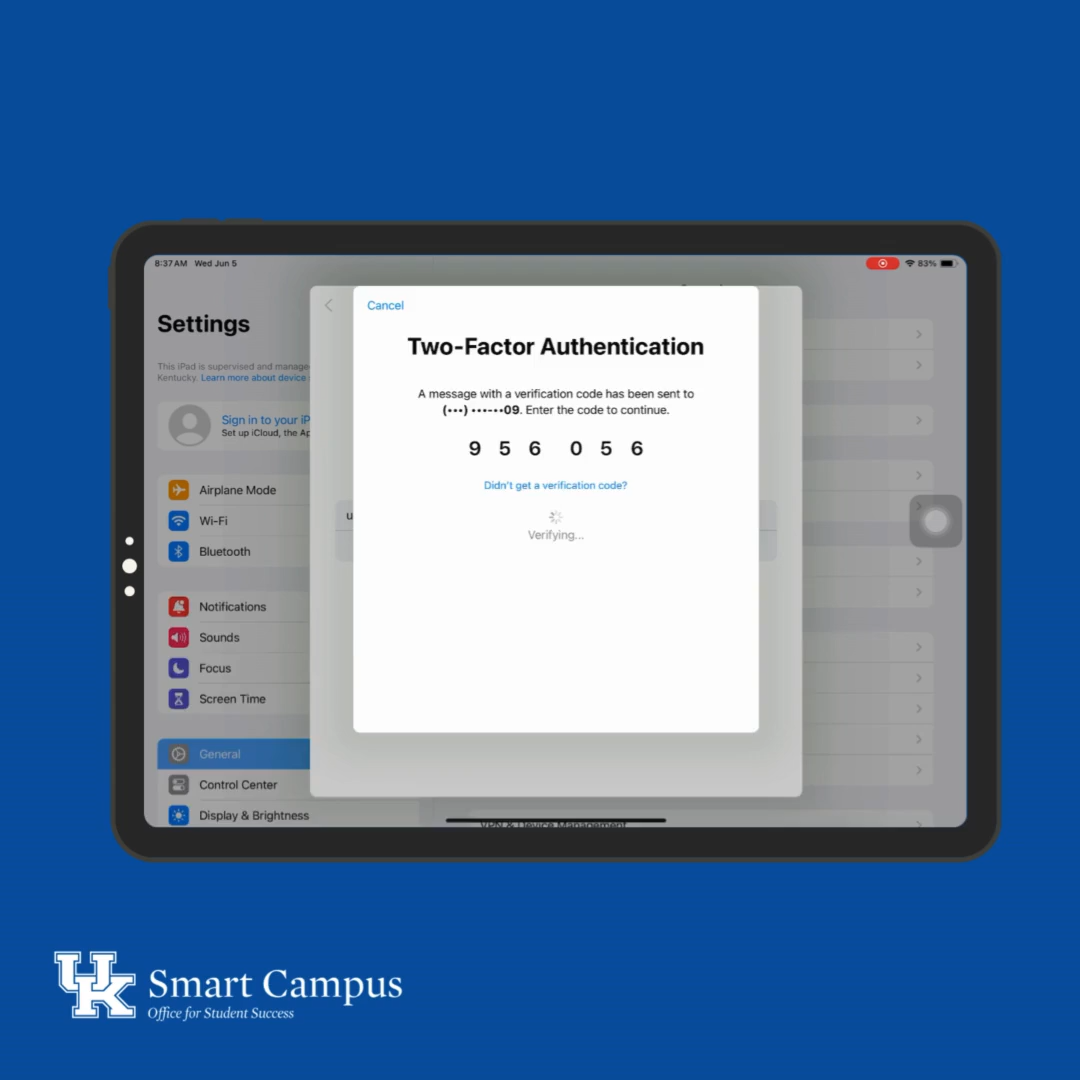 8:37 AM Wed Jun 5
83%
Settings
This iPad is supervised and manage
Kentucky. Learn more about device
Sign in to your iP
Set up iCloud, the Ap
Airplane Mode
Wi-Fi
Bluetooth
Notifications
Sounds
Focus
Screen Time
General
Control Center
Display & Brightness
Cancel
Two-Factor Authentication
A message with a verification code has been sent to
(•••) •••-••09. Enter the code to continue.
9 5 6 0 5 6
Didn't get a verification code?
Verifying...
u
VPN & Device Management
UK
Smart Campus
Office for Student Success